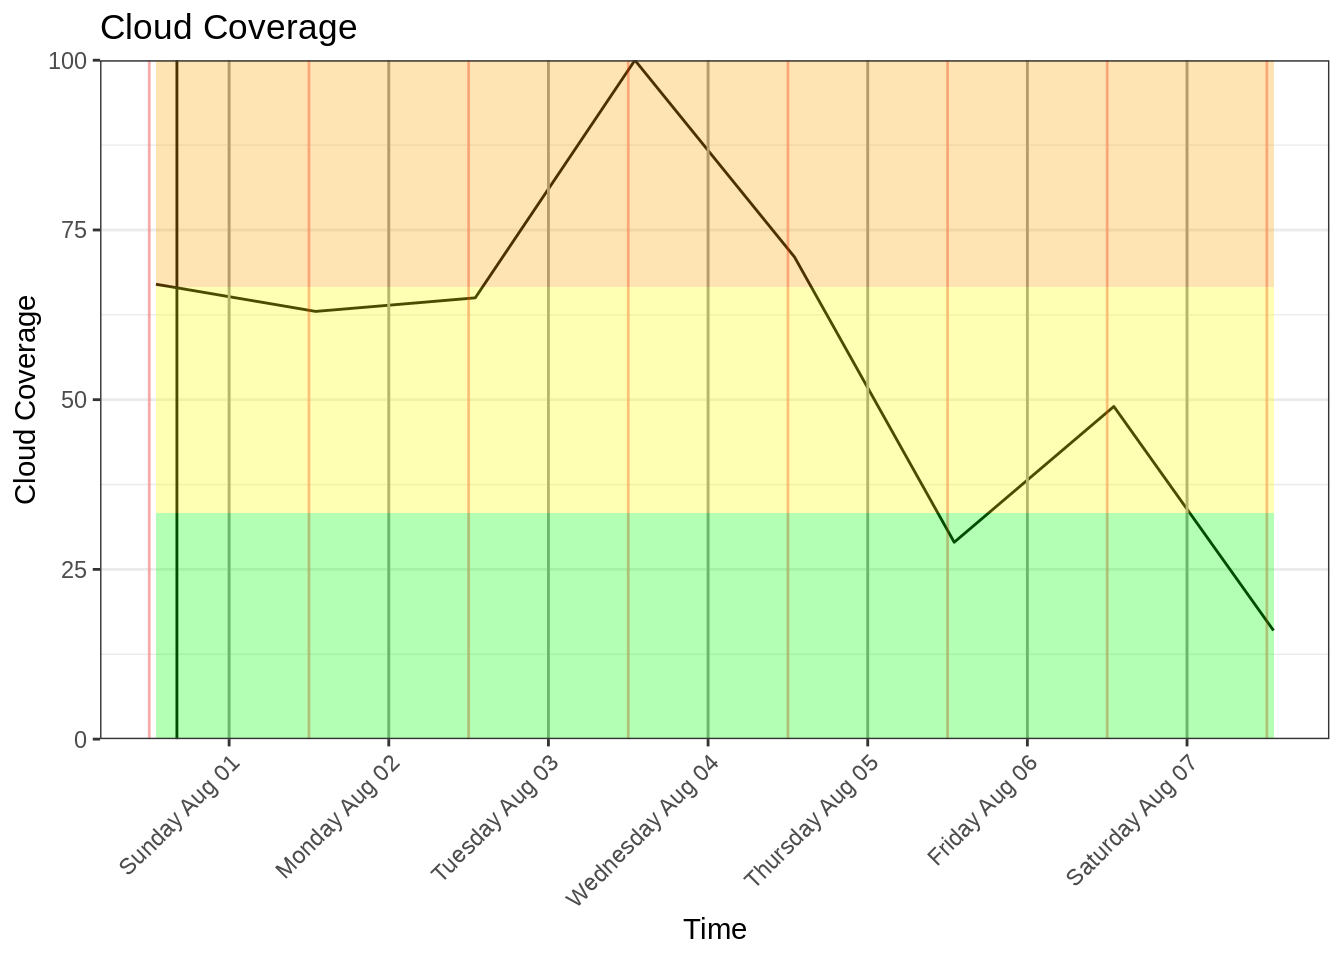 Cloud Coverage
Cloud Coverage
100
75
50
25
0
Sunday Aug 01
Monday Aug 02
Tuesday Aug 03
Wednesday Aug 04
Thursday Aug 05
Friday Aug 06
Saturday Aug 07
Time